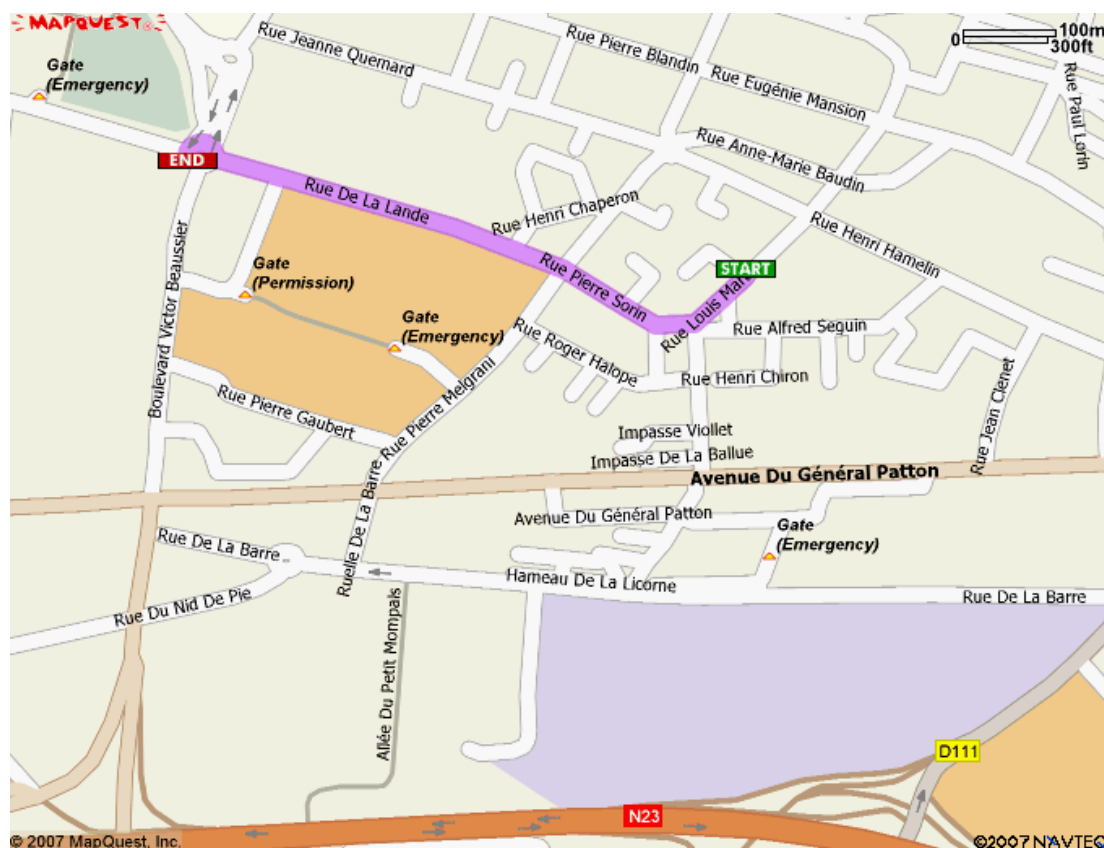 MAPQUEST
100m
0
300ft
Rue Jeanne Quemard
Rue Pierre Blandin
Rue Eugénie Mansion
Rue Paul Lorin
Gate
(Emergency)
Rue Anne-Marie Baudin
END
Rue De La Lande
Rue Henri Chaperon
Rue Henri Hamelin
START
Gate
(Permission)
Rue Pierre Sorin
Rue Louis
Boulevard Victor Beaussier
Gate
(Emergency)
Rue Alfred Seguin
Rue Roger Halope
Rue Henri Chiron
Rue Pierre Melgrani
Rue Jean Clenet
Rue Pierre Gaubert
Impasse Viollet
Impasse De La Ballue
Avenue Du Général Patton
Avenue Du Général Patton
Gate
(Emergency)
Rue De La Barre
Ruelle De La Barre
Hameau De La Licorne
Rue De La Barre
Rue Du Nid De Pie
Allée Du Petit Mompais
D111
N23
© 2007 MapQuest, Inc.
©2007 NAVTEQ